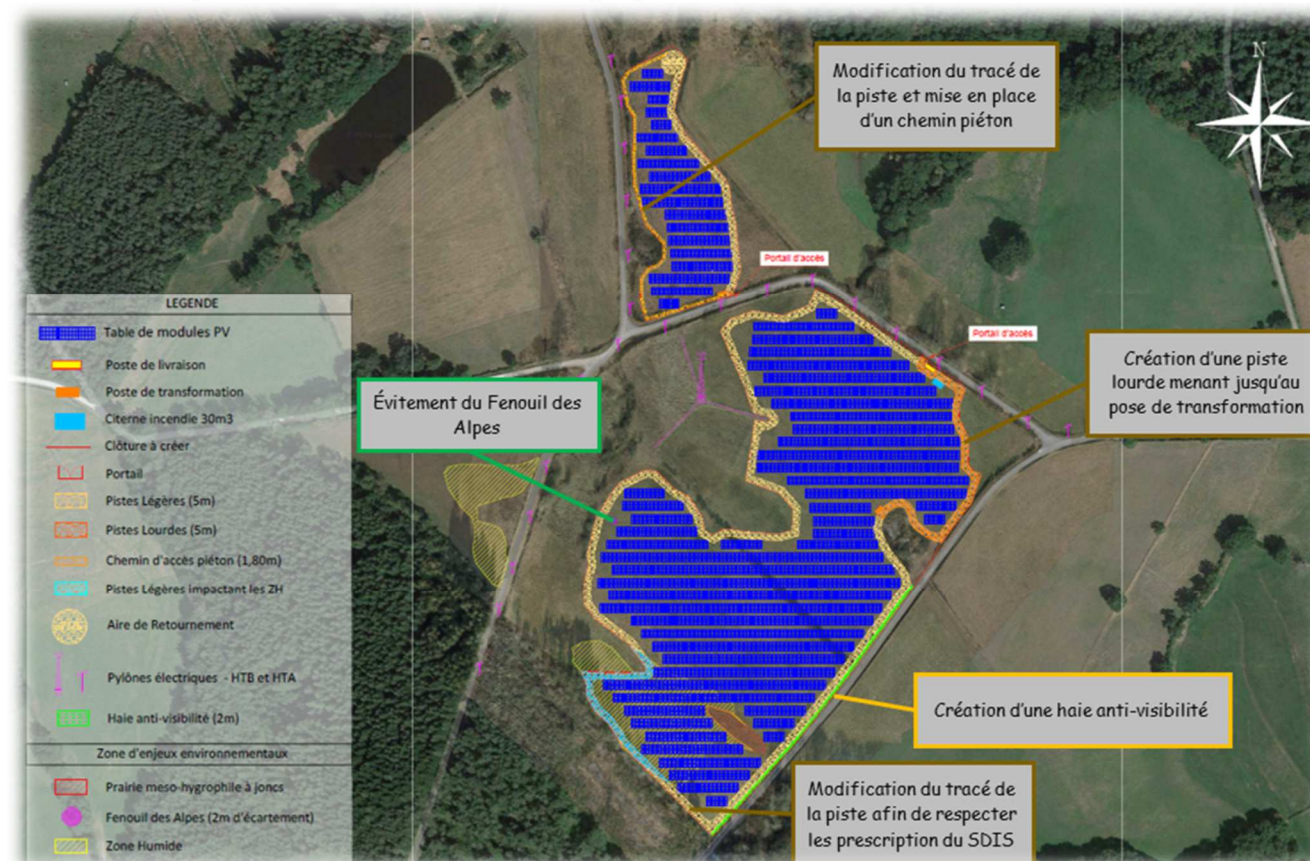 N
Modification du tracé de
la piste et mise en place
d'un chemin piéton
Portail d'accès
Portail d'accès
Création d'une piste
lourde menant jusqu'au
pose de transformation
Évitement du Fenouil des
Alpes
LEGENDE
Table de modules PV
Poste de livraison
Poste de transformation
Citerne incendie 30m3
Clôture à créer
Portail
Pistes Légères (5m)
Pistes Lourdes (5m)
Chemin d'accès piéton (1,80m)
Pistes Légères impactant les ZH
Aire de Retournement
Pylônes électriques - HTB et HTA
Haie anti-visibilité (2m)
Zone d'enjeux environnementaux
Prairie meso-hygrophile à joncs
Fenouil des Alpes (2m d'écartement)
Zone Humide
Création d'une haie anti-visibilité
Modification du tracé de
la piste afin de respecter
les prescription du SDIS